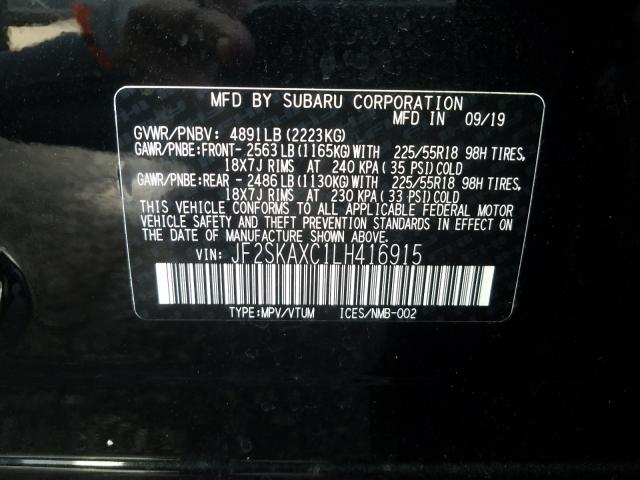 MFD BY SUBARU CORPORATION
MFD IN 09/19
GVWR/PNBV: 4891LB(2223KG)
GAWR/PNBE:FRONT- 2563LB(1165KG)WITH 225/55R18 98H TIRES,
18X7J RIMS AT 240 KPA( 35 PSI)COLD
GAWR/PNBE:REAR - 2486LB(1130KG)WITH 225/55R18 98H TIRES,
18X7J RIMS AT 230 KPA( 33 PSI)COLD
THIS VEHICLE CONFORMS TO ALL APPLICABLE FEDERAL MOTOR
VEHICLE SAFETY AND THEFT PREVENTION STANDARDS IN EFFECT ON
THE DATE OF MANUFACTURE SHOWN ABOVE.
VIN: JF2SKAXC1LH416915
TYPE:MPV/VTUM ICES/NMB-002